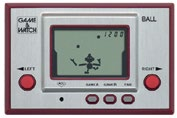 GAME & WATCH
BALL
1200
◄LEFT
RIGHT►
GAME A
GAME B
TIME